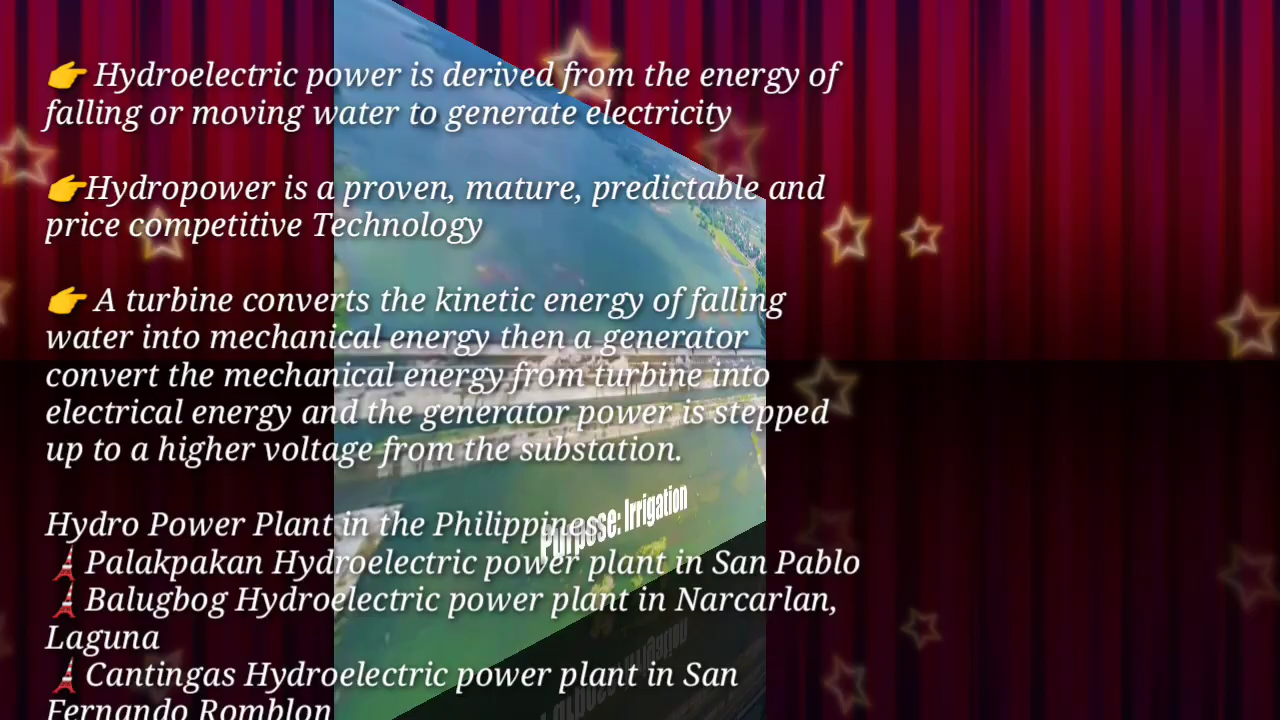 👉 Hydroelectric power is derived from the energy of
falling or moving water to generate electricity
👉Hydropower is a proven, mature, predictable and
price competitive Technology
👉 A turbine converts the kinetic energy of falling
water into mechanical energy then a generator
convert the mechanical energy from turbine into
electrical energy and the generator power is stepped
up to a higher voltage from the substation.
Hydro Power Plant in the Philippines
Purpose: Irrigation
🗼Palakpakan Hydroelectric power plant in San Pablo
🗼Balugbog Hydroelectric power plant in Narcarlan,
Laguna
🗼Cantingas Hydroelectric power plant in San
Fernando Romblon